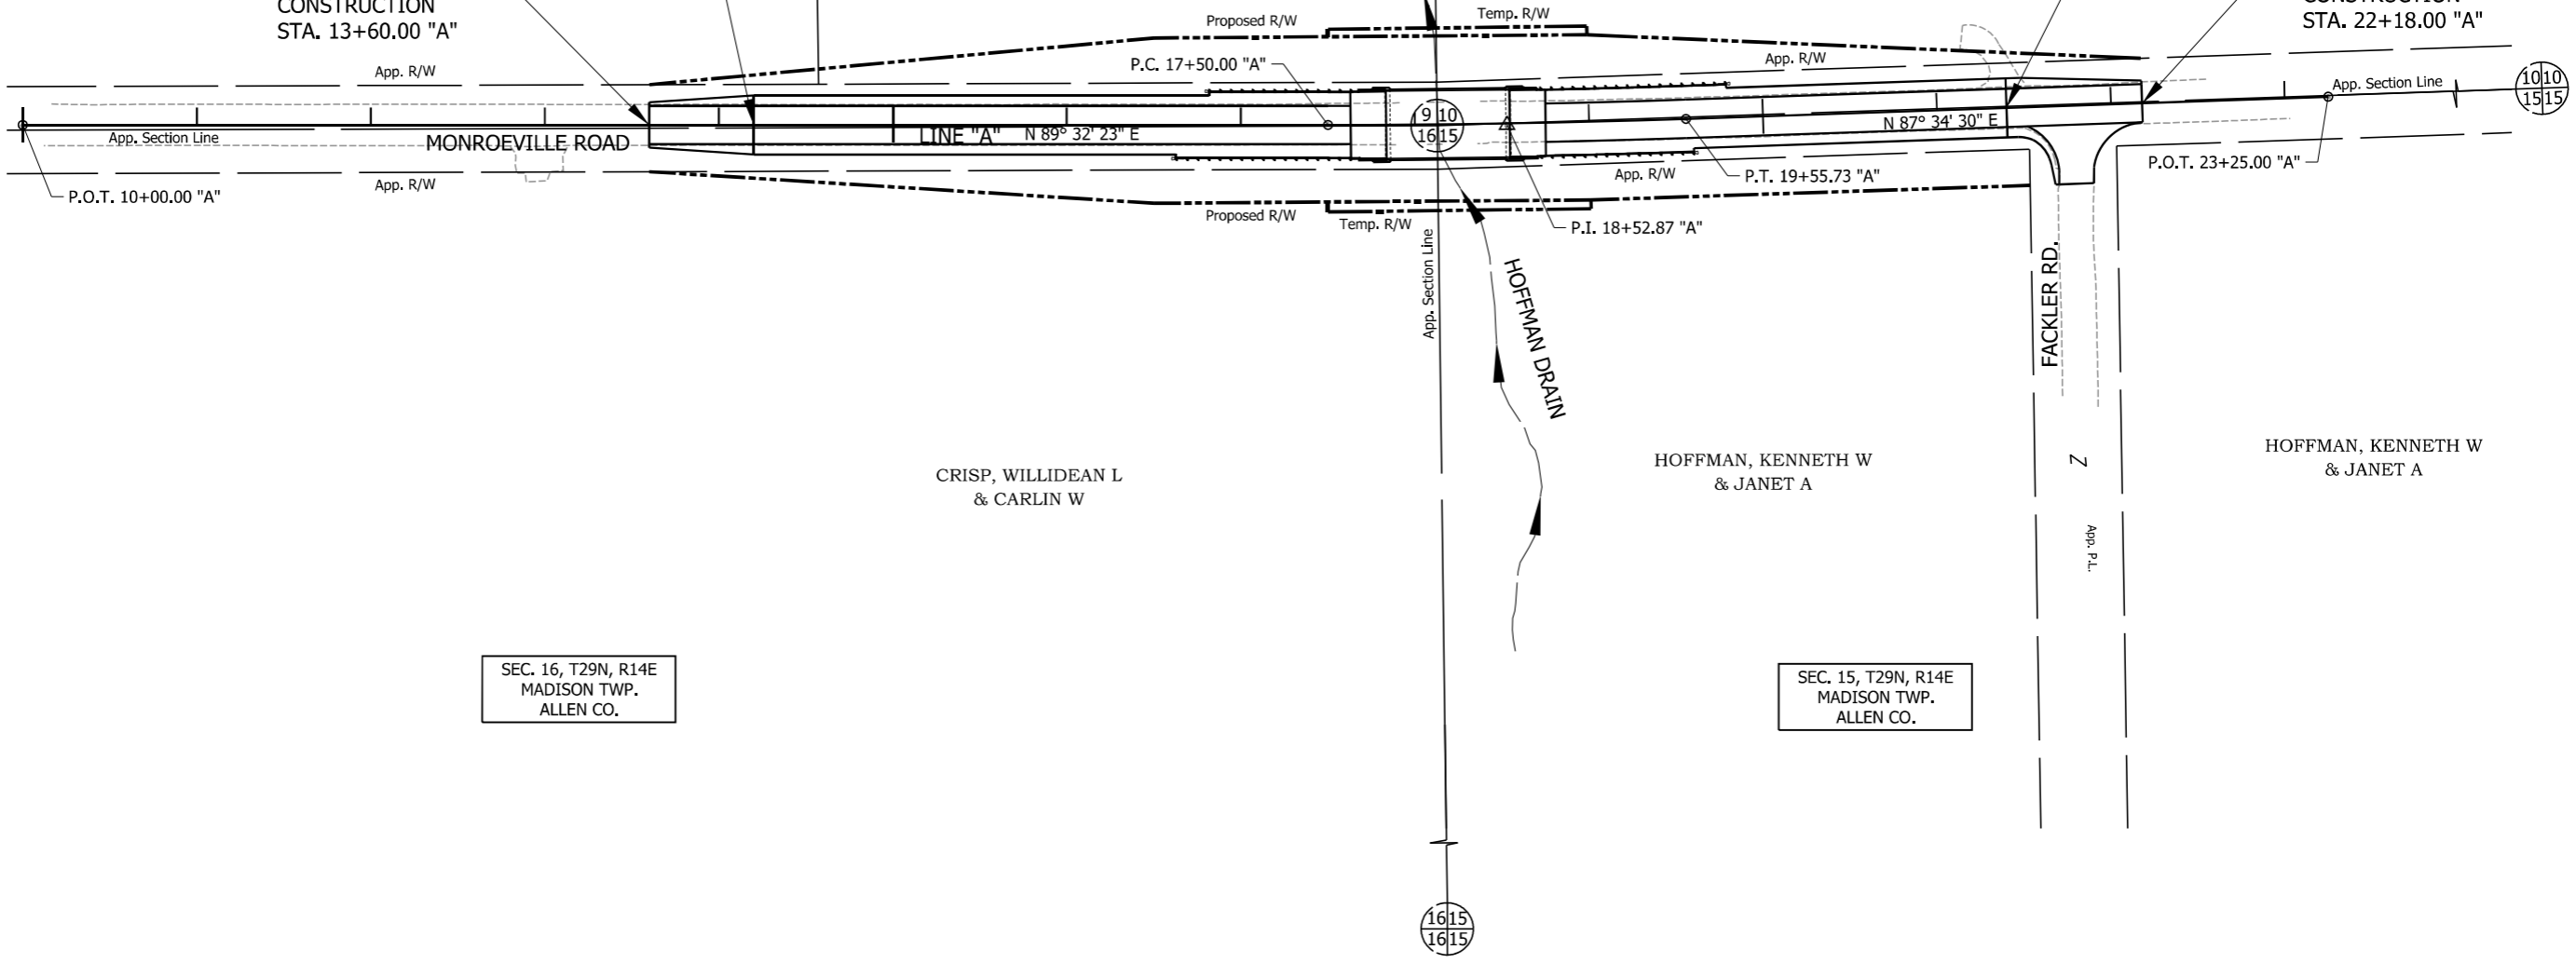 CONSTRUCTION
STA. 13+60.00 "A"
CONSTRUCTION
STA. 22+18.00 "A"
Proposed R/W
Temp. R/W
App. R/W
P.C. 17+50.00 "A"
App. R/W
App. Section Line
10 10
15 15
App. Section Line
MONROEVILLE ROAD
LINE "A"
N 89° 32' 23" E
9 10
16 15
N 87° 34' 30" E
P.O.T. 10+00.00 "A"
App. R/W
App. R/W
P.T. 19+55.73 "A"
P.O.T. 23+25.00 "A"
Proposed R/W
Temp. R/W
P.I. 18+52.87 "A"
App. Section Line
HOFFMAN DRAIN
FACKLER RD.
CRISP, WILLIDEAN L
& CARLIN W
HOFFMAN, KENNETH W
& JANET A
HOFFMAN, KENNETH W
& JANET A
Z
App. P.L.
SEC. 16, T29N, R14E
MADISON TWP.
ALLEN CO.
SEC. 15, T29N, R14E
MADISON TWP.
ALLEN CO.
16 15
16 15